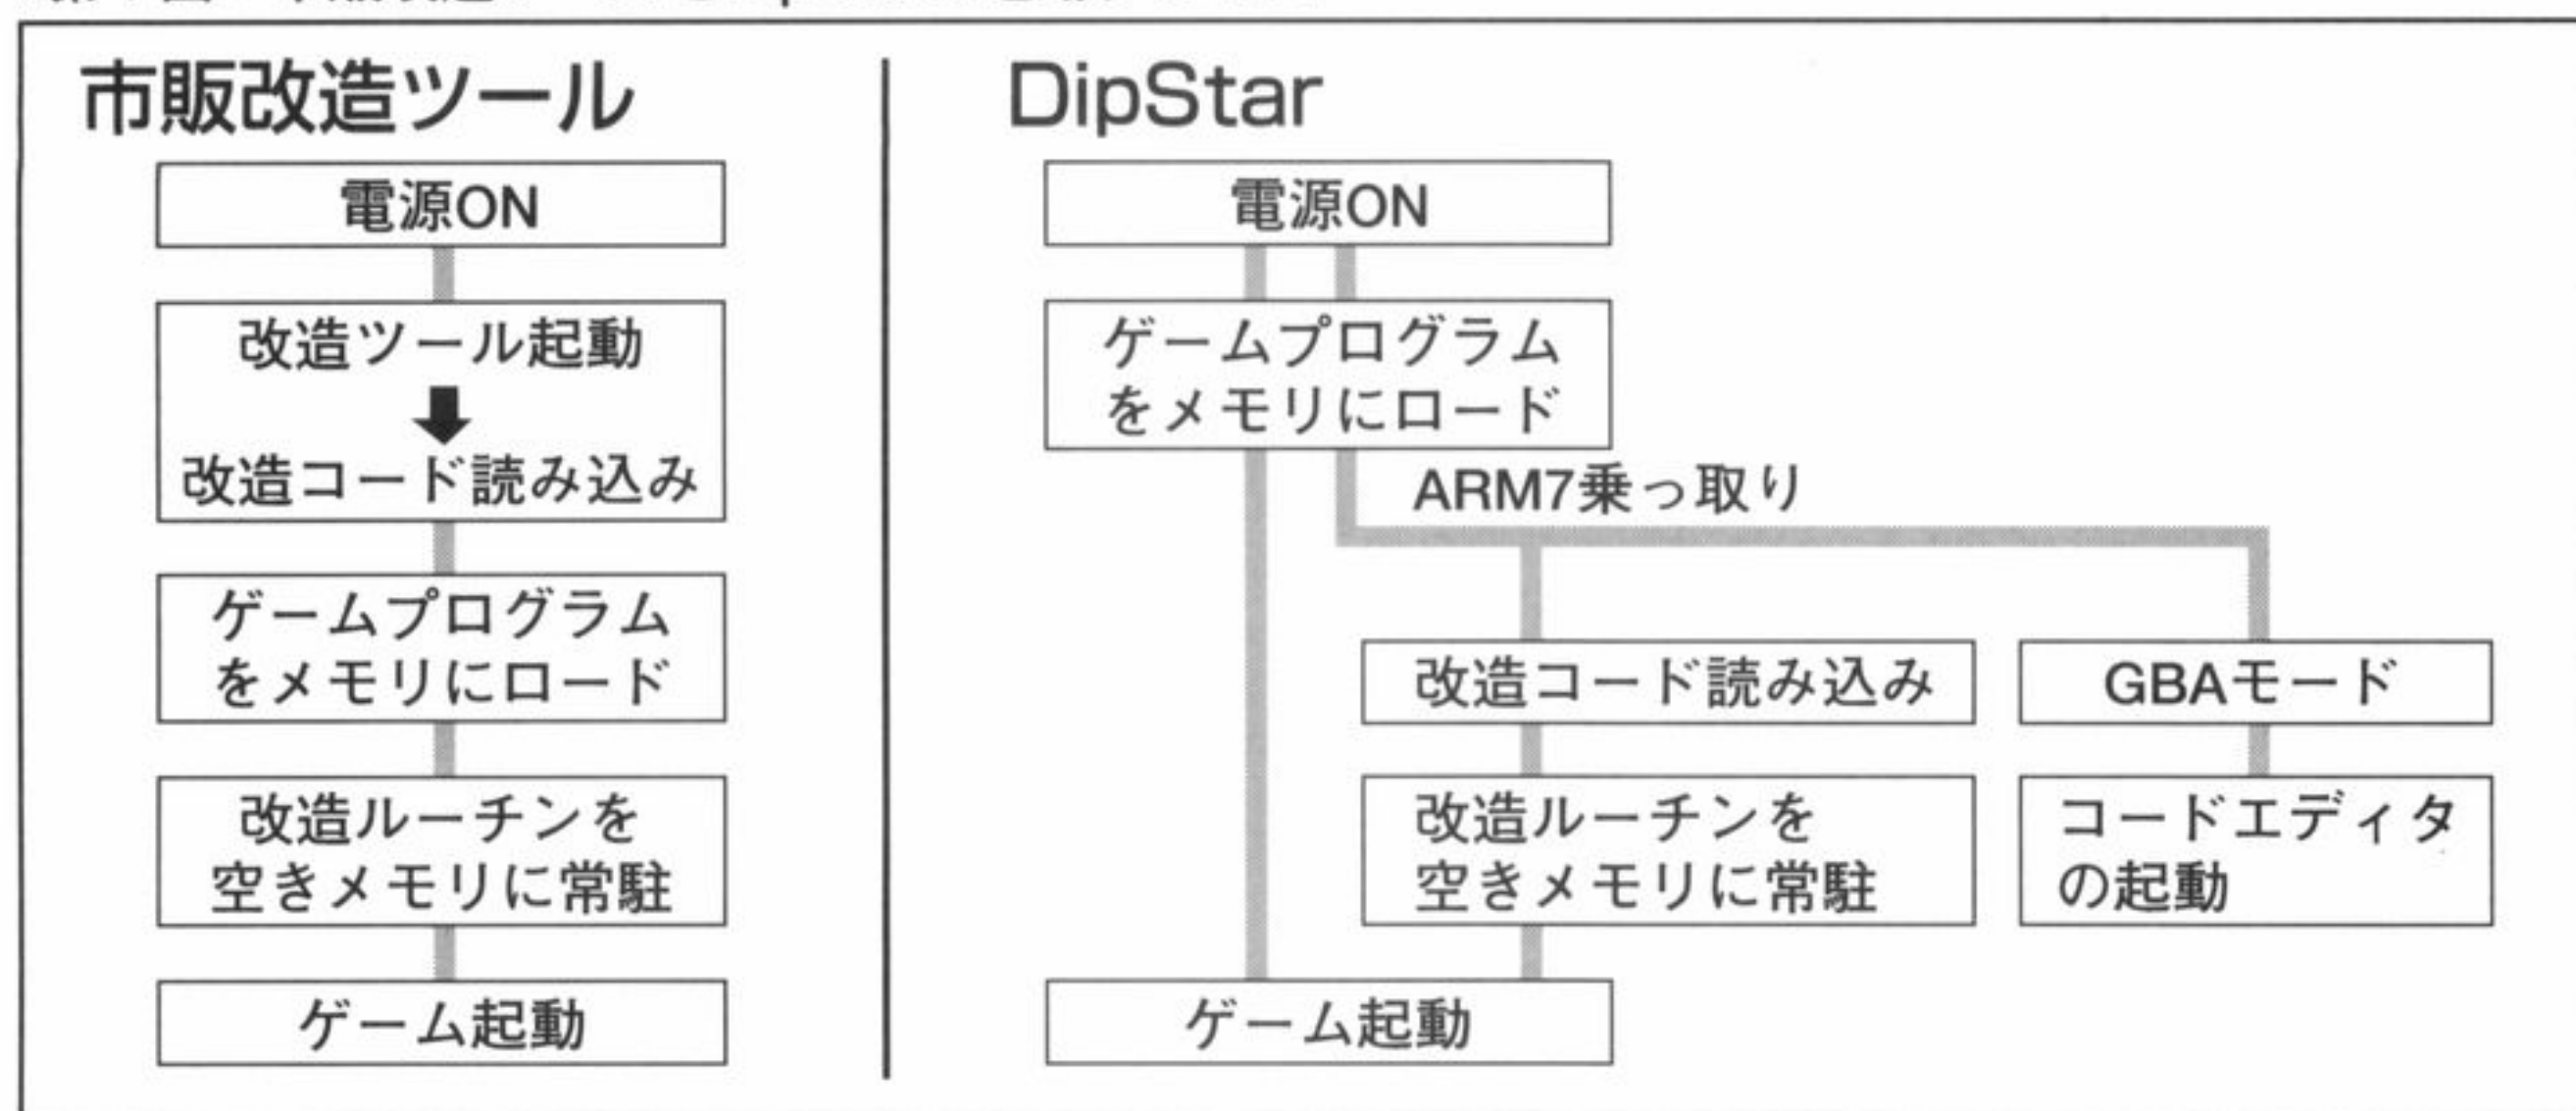 市販改造ツール
電源ON
改造ツール起動
改造コード読み込み
ゲームプログラム
をメモリにロード
改造ルーチンを
空きメモリに常駐
ゲーム起動
DipStar
電源ON
ゲームプログラム
をメモリにロード
ARM7乗っ取り
改造コード読み込み
改造ルーチンを
空きメモリに常駐
GBAモード
コードエディタ
の起動
ゲーム起動